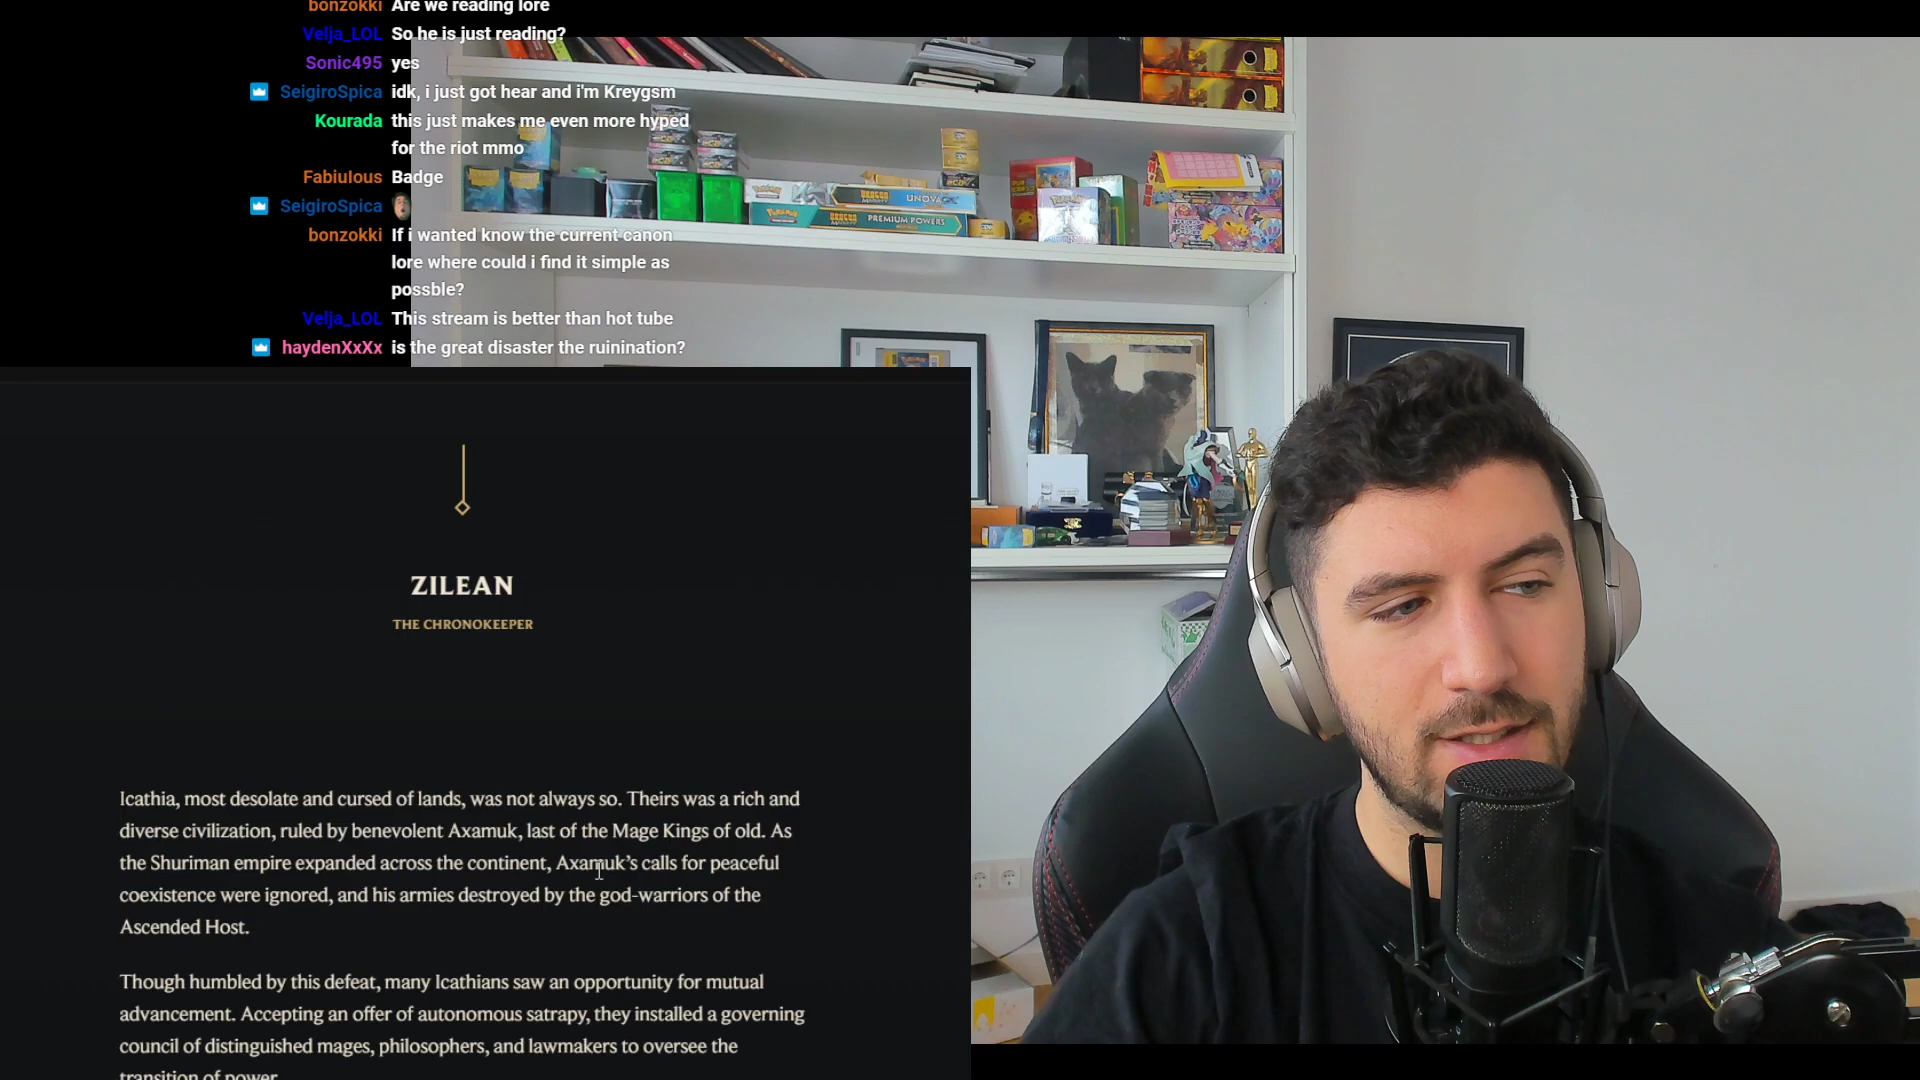 bonzokki Are we reading lore
Velja_LOL So he is just reading?
Sonic495 yes
SeigiroSpica idk, i just got hear and i'm Kreygsm
Kourada this just makes me even more hyped
for the riot mmo
Fabiulous Badge
SeigiroSpica
bonzokki If i wanted know the current canon
lore where could i find it simple as
possble?
Velja_LOL This stream is better than hot tube
haydenXxXx is the great disaster the ruinination?
UNOVA
PREMIUM POWERS
ZILEAN
THE CHRONOKEEPER
Icathia, most desolate and cursed of lands, was not always so. Theirs was a rich and
diverse civilization, ruled by benevolent Axamuk, last of the Mage Kings of old. As
the Shuriman empire expanded across the continent, Axamuk’s calls for peaceful
coexistence were ignored, and his armies destroyed by the god-warriors of the
Ascended Host.
Though humbled by this defeat, many Icathians saw an opportunity for mutual
advancement. Accepting an offer of autonomous satrapy, they installed a governing
council of distinguished mages, philosophers, and lawmakers to oversee the
transition of power.